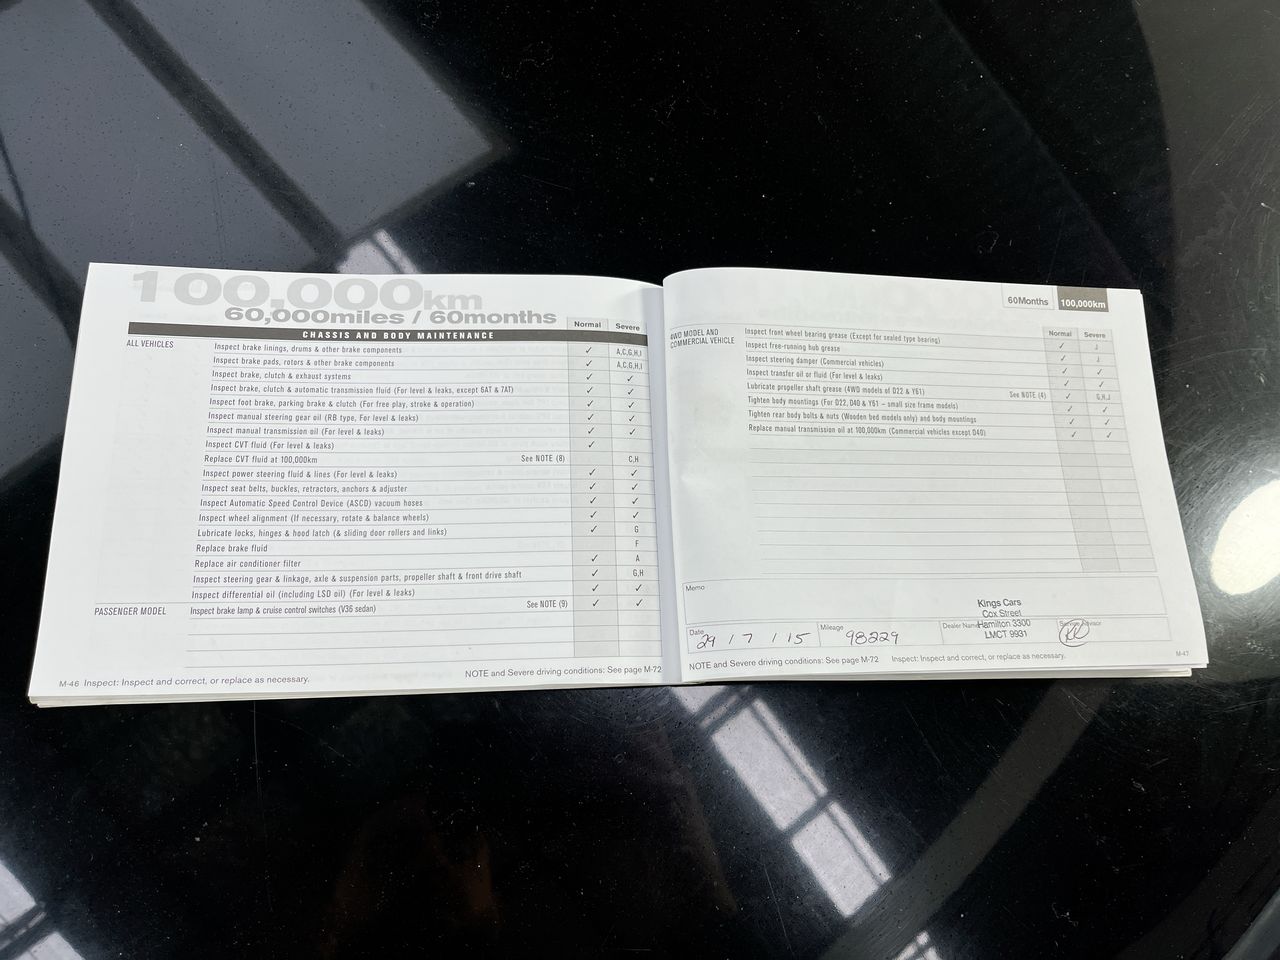 100,000km
60,000miles / 60months
Normal Severe
CHASSIS AND BODY MAINTENANCE
ALL VEHICLES
Inspect brake linings, drums & other brake components ✓ A,C,G,H,I
Inspect brake pads, rotors & other brake components ✓ A,C,G,H,I
Inspect brake, clutch & exhaust systems ✓ ✓
Inspect brake, clutch & automatic transmission fluid (For level & leaks, except 6AT & 7AT) ✓ ✓
Inspect foot brake, parking brake & clutch (For free play, stroke & operation) ✓ ✓
Inspect manual steering gear oil (RB type, For level & leaks) ✓ ✓
Inspect manual transmission oil (For level & leaks) ✓ ✓
Inspect CVT fluid (For level & leaks) ✓
Replace CVT fluid at 100,000km See NOTE (8) C,H
Inspect power steering fluid & lines (For level & leaks) ✓ ✓
Inspect seat belts, buckles, retractors, anchors & adjuster ✓ ✓
Inspect Automatic Speed Control Device (ASCD) vacuum hoses ✓ ✓
Inspect wheel alignment (If necessary, rotate & balance wheels) ✓ ✓
Lubricate locks, hinges & hood latch (& sliding door rollers and links) ✓ G
Replace brake fluid F
Replace air conditioner filter ✓ A
Inspect steering gear & linkage, axle & suspension parts, propeller shaft & front drive shaft ✓ G,H
Inspect differential oil (including LSD oil) (For level & leaks) ✓ ✓
PASSENGER MODEL Inspect brake lamp & cruise control switches (V36 sedan) See NOTE (9) ✓ ✓
NOTE and Severe driving conditions: See page M-72
M-46 Inspect: Inspect and correct, or replace as necessary.
60Months 100,000km
Normal Severe
4WD MODEL AND
COMMERCIAL VEHICLE
Inspect front wheel bearing grease (Except for sealed type bearing) ✓ J
Inspect free-running hub grease ✓ J
Inspect steering damper (Commercial vehicles) ✓ ✓
Inspect transfer oil or fluid (For level & leaks) ✓ ✓
Lubricate propeller shaft grease (4WD models of D22 & Y61) See NOTE (4) ✓ G,H,J
Tighten body mountings (For D22, D40 & Y61 - small size frame models) ✓ ✓
Tighten rear body bolts & nuts (Wooden bed models only) and body mountings ✓ ✓
Replace manual transmission oil at 100,000km (Commercial vehicles except D40) ✓ ✓
Memo
Kings Cars
Cox Street
Hamilton 3300
LMCT 9931
Date 29 / 7 / 15 Mileage 98229 Dealer Name Service Advisor
NOTE and Severe driving conditions: See page M-72 Inspect: Inspect and correct, or replace as necessary.
M-47